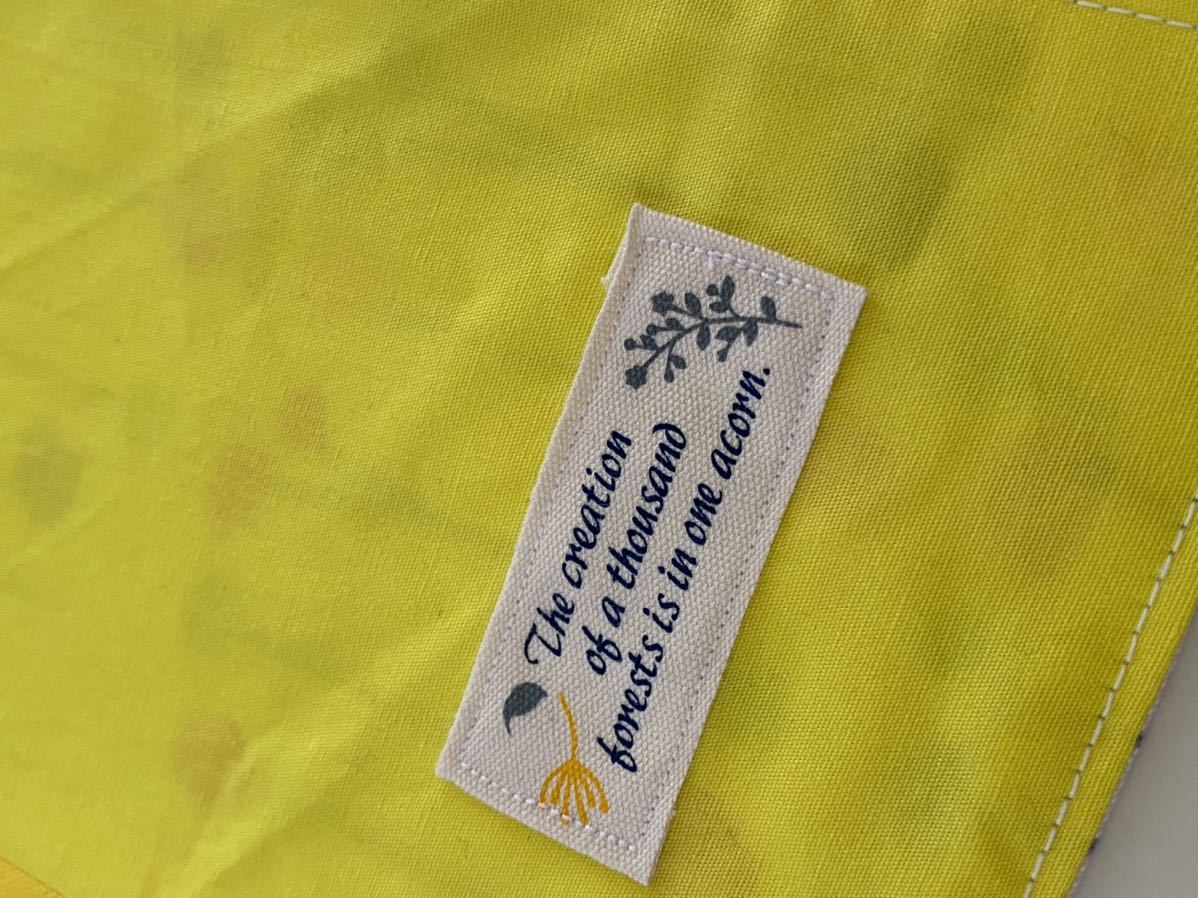 The creation
of a thousand
forests is in one acorn.